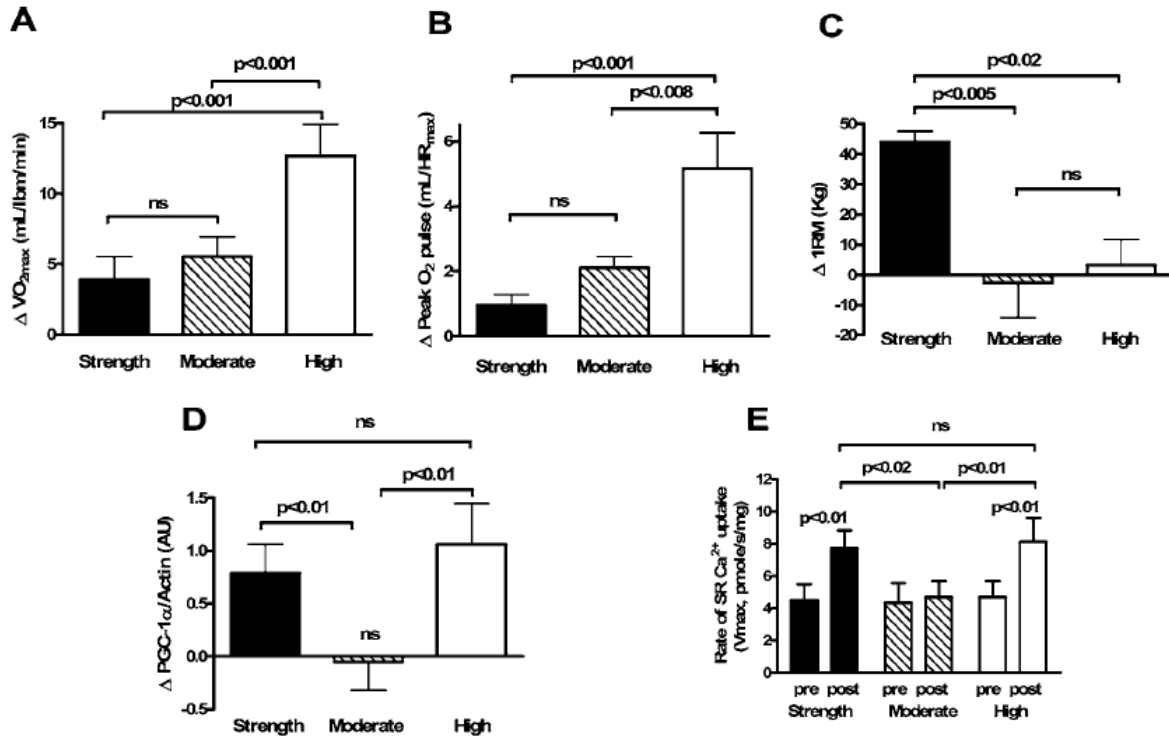 A
p<0.001
p<0.001
ns
Δ VO2max (mL/lbm/min)
15
10
5
0
Strength Moderate High
B
p<0.001
p<0.008
ns
Δ Peak O2 pulse (mL/HRmax)
6
4
2
0
Strength Moderate High
C
p<0.02
p<0.005
ns
Δ 1RM (Kg)
50
40
30
20
10
0
-10
-20
Strength Moderate High
D
ns
p<0.01
p<0.01
ns
Δ PGC-1α/Actin (AU)
1.5
1.0
0.5
0.0
-0.5
Strength Moderate High
E
ns
p<0.02 p<0.01
p<0.01 p<0.01
Rate of SR Ca2+ uptake
(Vmax, pmole/s/mg)
12
10
8
6
4
2
0
pre post pre post pre post
Strength Moderate High